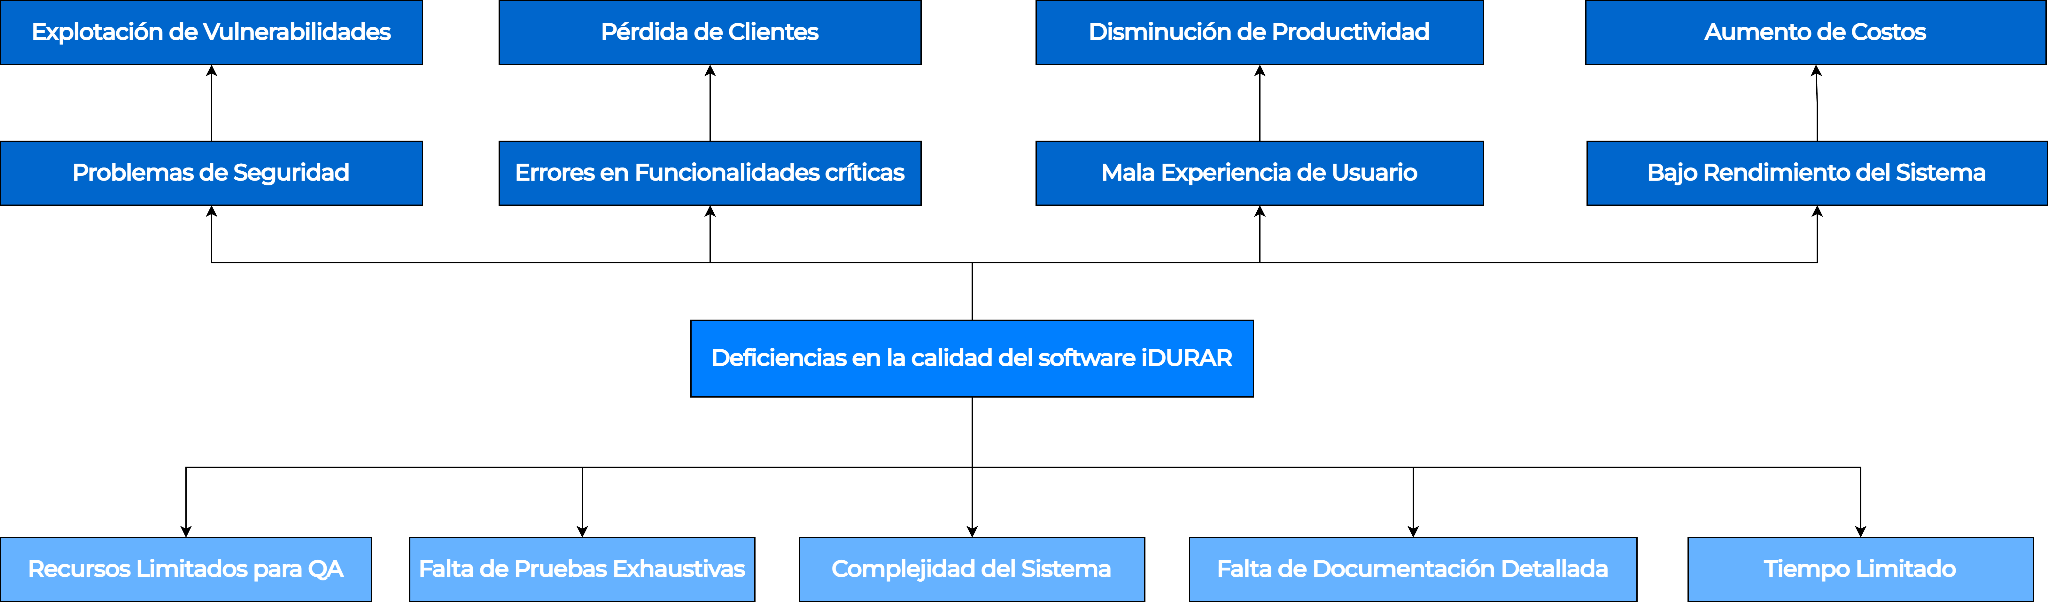 Explotación de Vulnerabilidades
Pérdida de Clientes
Disminución de Productividad
Aumento de Costos
Problemas de Seguridad
Errores en Funcionalidades críticas
Mala Experiencia de Usuario
Bajo Rendimiento del Sistema
Deficiencias en la calidad del software iDURAR
Recursos Limitados para QA
Falta de Pruebas Exhaustivas
Complejidad del Sistema
Falta de Documentación Detallada
Tiempo Limitado